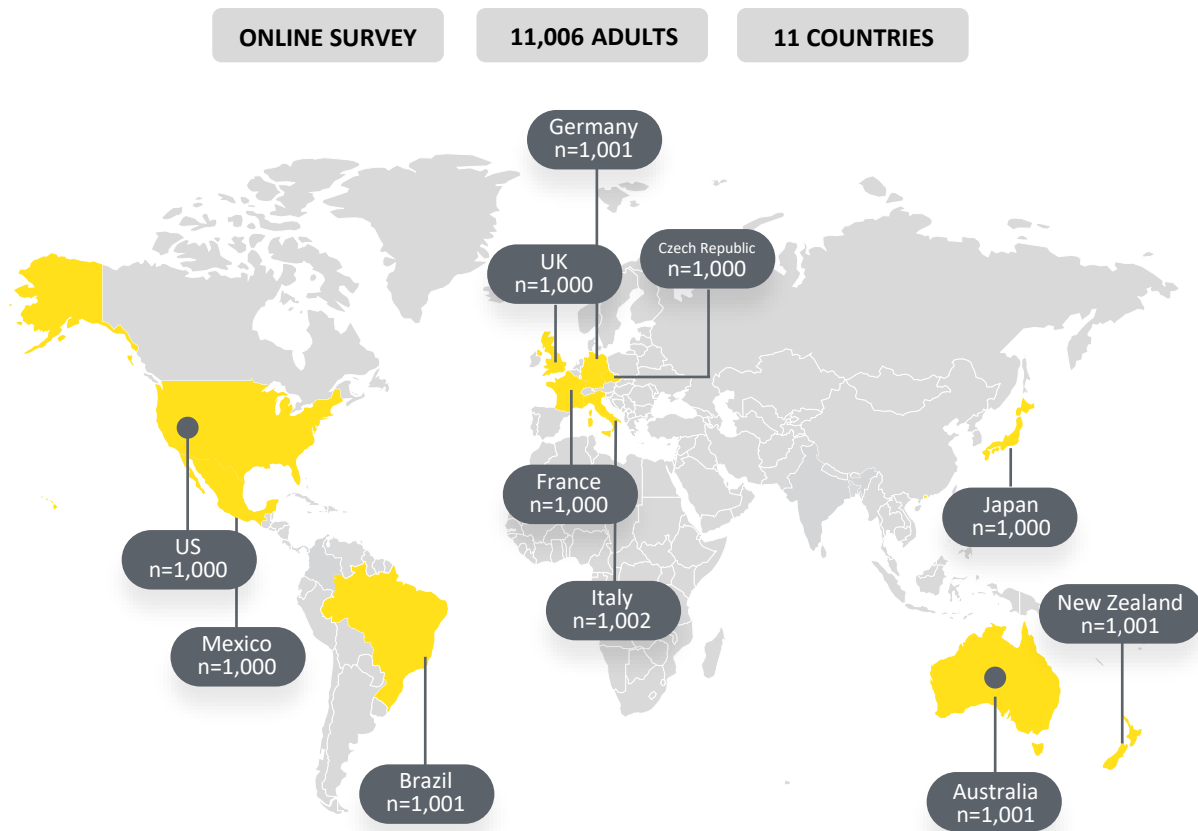 ONLINE SURVEY
11,006 ADULTS
11 COUNTRIES
Germany
n=1,001
UK
n=1,000
Czech Republic
n=1,000
France
n=1,000
Japan
n=1,000
US
n=1,000
Italy
n=1,002
New Zealand
n=1,001
Mexico
n=1,000
Brazil
n=1,001
Australia
n=1,001